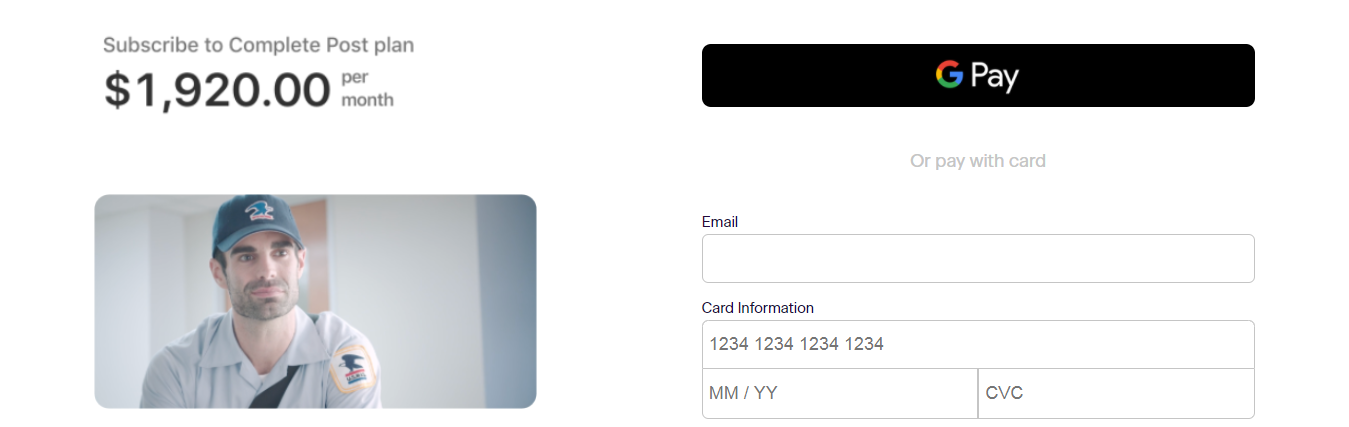 Subscribe to Complete Post plan
$1,920.00 per month
G Pay
Or pay with card
Email
Card Information
1234 1234 1234 1234
MM / YY
CVC